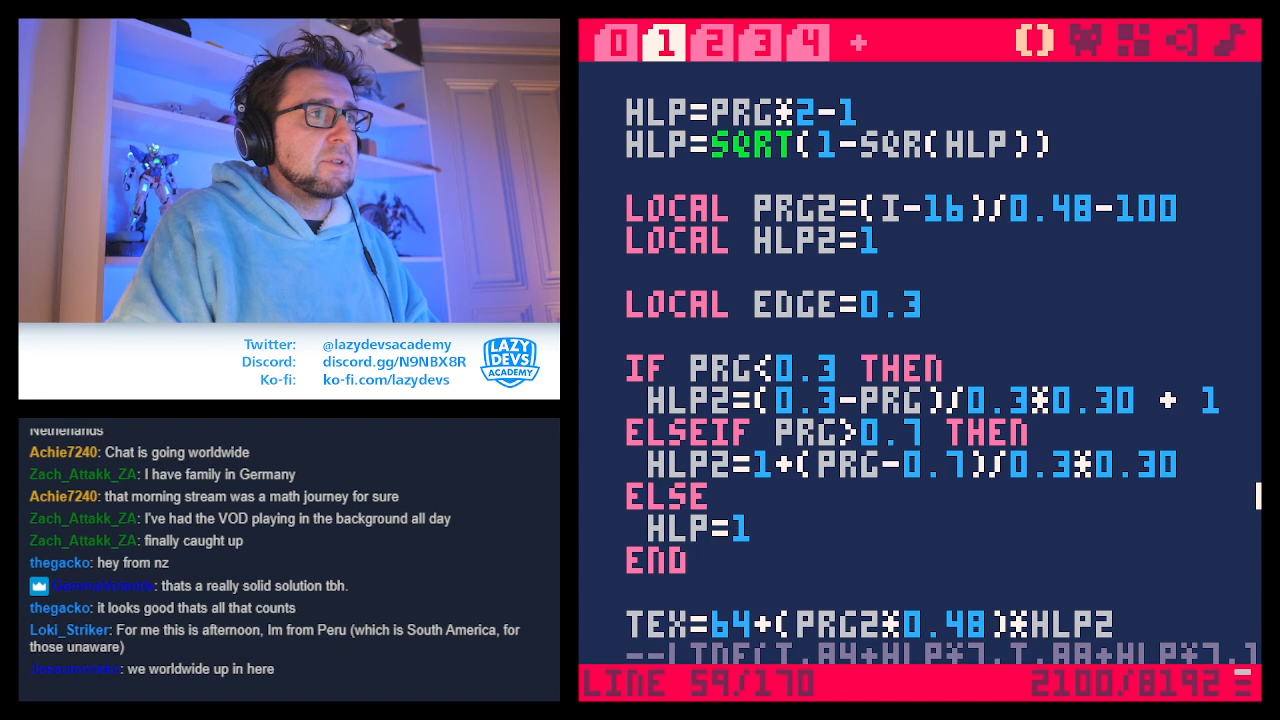 Twitter: @lazydevsacademy
Discord: discord.gg/N9NBX8R
Ko-fi: ko-fi.com/lazydevs
LAZY
DEVS
ACADEMY
Netherlands
Achie7240: Chat is going worldwide
Zach_Attakk_ZA: I have family in Germany
Achie7240: that morning stream was a math journey for sure
Zach_Attakk_ZA: I've had the VOD playing in the background all day
Zach_Attakk_ZA: finally caught up
thegacko: hey from nz
thats a really solid solution tbh.
thegacko: it looks good thats all that counts
Loki_Striker: For me this is afternoon, Im from Peru (which is South America, for
those unaware)
we worldwide up in here
0 1 2 3 4 +
HLP=PRG*2-1
HLP=SQRT(1-SQR(HLP))
LOCAL PRG2=(I-16)/0.48-100
LOCAL HLP2=1
LOCAL EDGE=0.3
IF PRG<0.3 THEN
HLP2=(0.3-PRG)/0.3*0.30 + 1
ELSEIF PRG>0.7 THEN
HLP2=1+(PRG-0.7)/0.3*0.30
ELSE
HLP=1
END
TEX=64+(PRG2*0.48)*HLP2
LINE 59/170
2100/8192